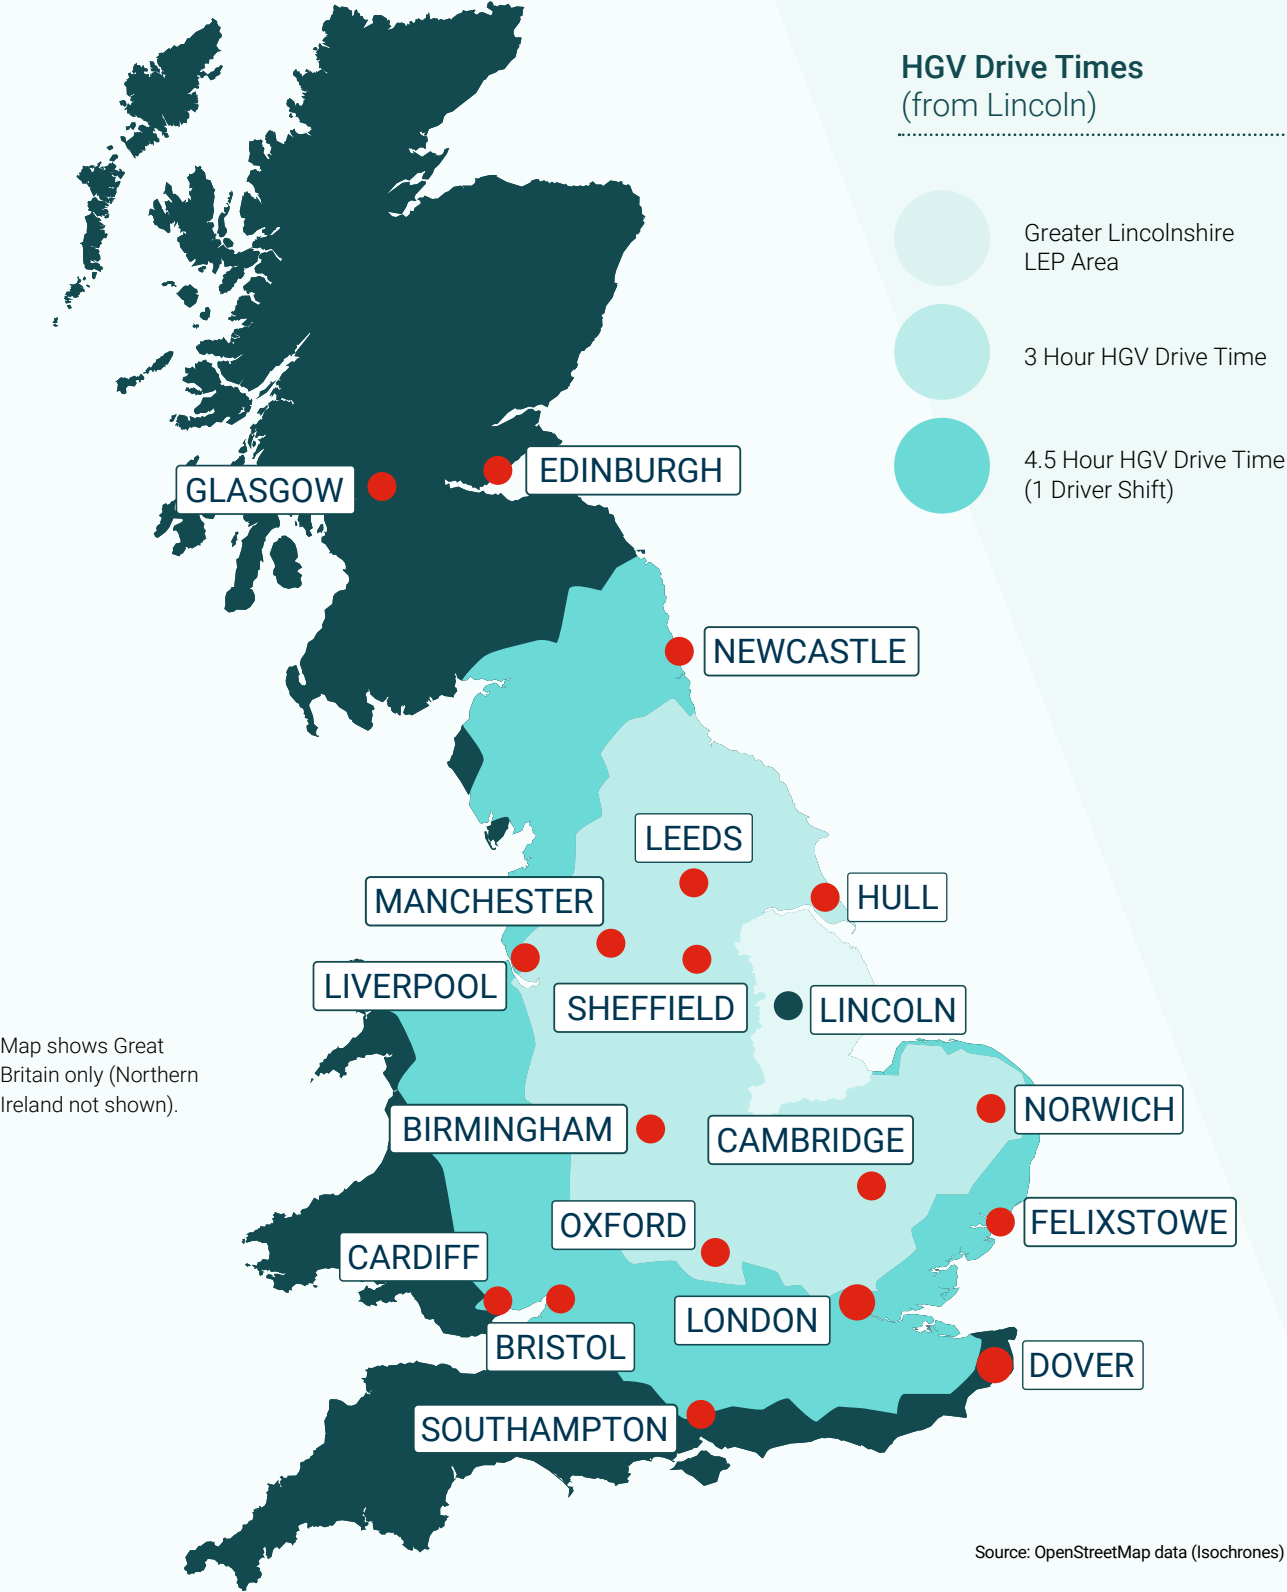 HGV Drive Times
(from Lincoln)
Greater Lincolnshire
LEP Area
3 Hour HGV Drive Time
4.5 Hour HGV Drive Time
(1 Driver Shift)
EDINBURGH
GLASGOW
NEWCASTLE
LEEDS
MANCHESTER
HULL
LIVERPOOL
SHEFFIELD
LINCOLN
Map shows Great
Britain only (Northern
Ireland not shown).
NORWICH
BIRMINGHAM
CAMBRIDGE
OXFORD
FELIXSTOWE
CARDIFF
LONDON
BRISTOL
DOVER
SOUTHAMPTON
Source: OpenStreetMap data (Isochrones)